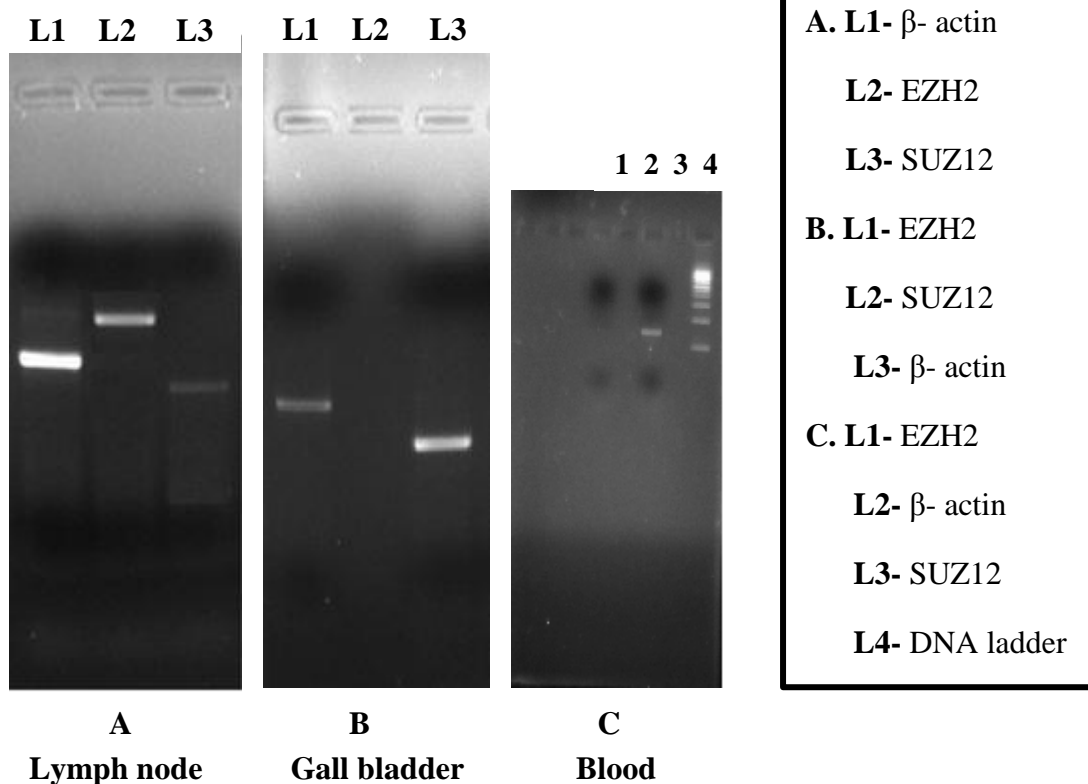 L1 L2 L3
L1 L2 L3
1 2 3 4
A
Lymph node
B
Gall bladder
C
Blood
A. L1- β- actin
L2- EZH2
L3- SUZ12
B. L1- EZH2
L2- SUZ12
L3- β- actin
C. L1- EZH2
L2- β- actin
L3- SUZ12
L4- DNA ladder